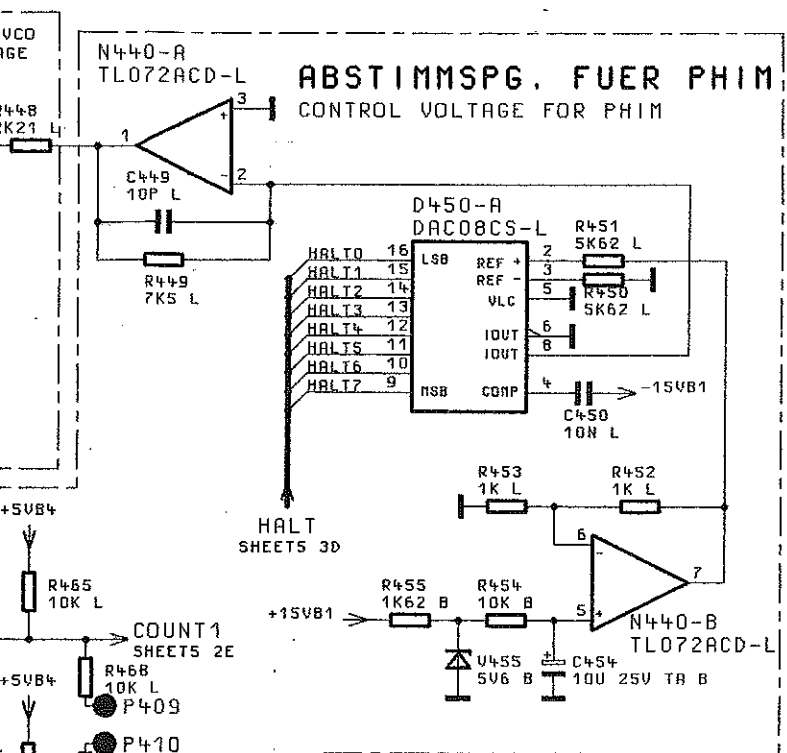 VCO
AGE
N440-A
TL072ACD-L
ABSTIMMSPG. FUER PHIM
CONTROL VOLTAGE FOR PHIM
R448
2K21 L
1
3
+
-
2
C449
10P L
R449
7K5 L
D450-A
DAC08CS-L
HALT0 16 LSB
HALT1 15
HALT2 14
HALT3 13
HALT4 12
HALT5 11
HALT6 10
HALT7 9 MSB
REF + 2
REF - 3
VLC 5
IOUT 6
IOUT 8
COMP 4
R451
5K62 L
R450
5K62 L
C450
10N L
-15VB1
HALT
SHEETS 3D
R453
1K L
R452
1K L
6
-
7
5
+
N440-B
TL072ACD-L
+15VB1
R455
1K62 B
R454
10K B
V455
5V6 B
+
C454
10U 25V TA B
+5VB4
R465
10K L
COUNT1
SHEETS 2E
+5VB4
R468
10K L
P409
P410